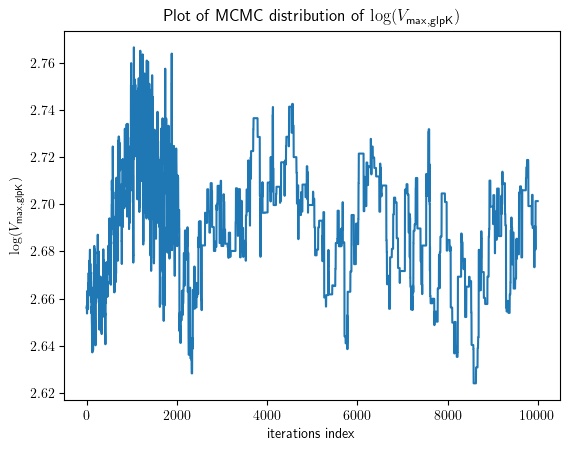 Plot of MCMC distribution of log(V_max,glpK)
log(V_max,glpK)
2.76
2.74
2.72
2.70
2.68
2.66
2.64
2.62
0 2000 4000 6000 8000 10000
iterations index